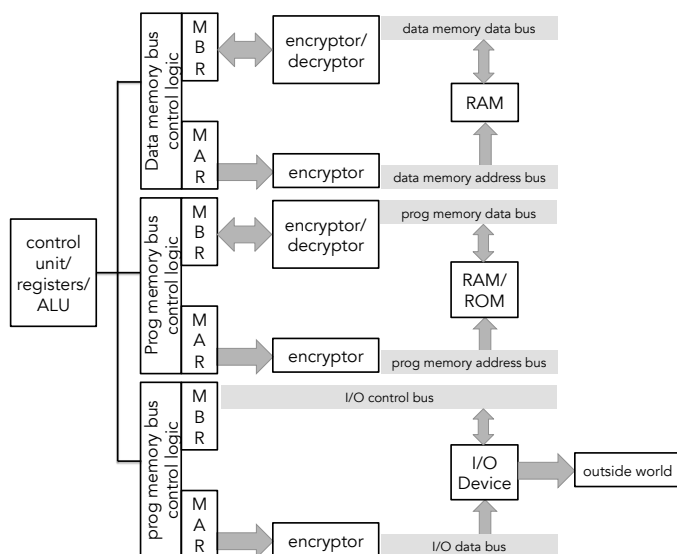 control
unit/
registers/
ALU
Data memory bus
control logic
M
B
R
M
A
R
encryptor/
decryptor
encryptor
data memory data bus
RAM
data memory address bus
Prog memory bus
control logic
M
B
R
M
A
R
encryptor/
decryptor
encryptor
prog memory data bus
RAM/
ROM
prog memory address bus
prog memory bus
control logic
M
B
R
M
A
R
I/O control bus
encryptor
I/O
Device
outside world
I/O data bus